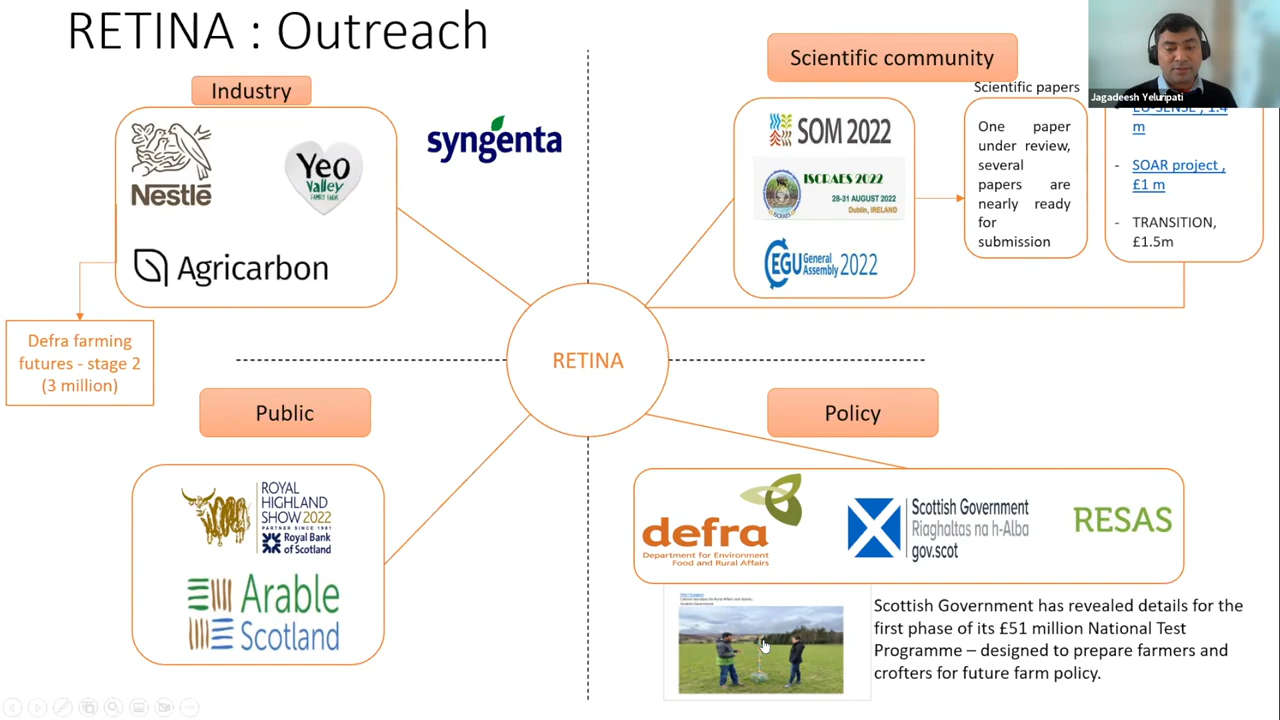 RETINA : Outreach
Industry
Nestlé
Yeo
Valley
FAMILY FARM
syngenta
Agricarbon
Defra farming
futures - stage 2
(3 million)
Scientific community
SOM 2022
ISCRAES 2022
28-31 AUGUST 2022
Dublin, IRELAND
EGU General
Assembly 2022
Scientific papers
One paper
under review,
several
papers are
nearly ready
for
submission
Jagadeesh Yeluripati
EU-SENSE , 1.4
m
- SOAR project ,
£1 m
- TRANSITION,
£1.5m
RETINA
Public
ROYAL
HIGHLAND
SHOW 2022
PARTNER SINCE 1981
Royal Bank
of Scotland
Arable
Scotland
Policy
defra
Department for Environment
Food and Rural Affairs
Scottish Government
Riaghaltas na h-Alba
gov.scot
RESAS
Scottish Government has revealed details for the
first phase of its £51 million National Test
Programme – designed to prepare farmers and
crofters for future farm policy.